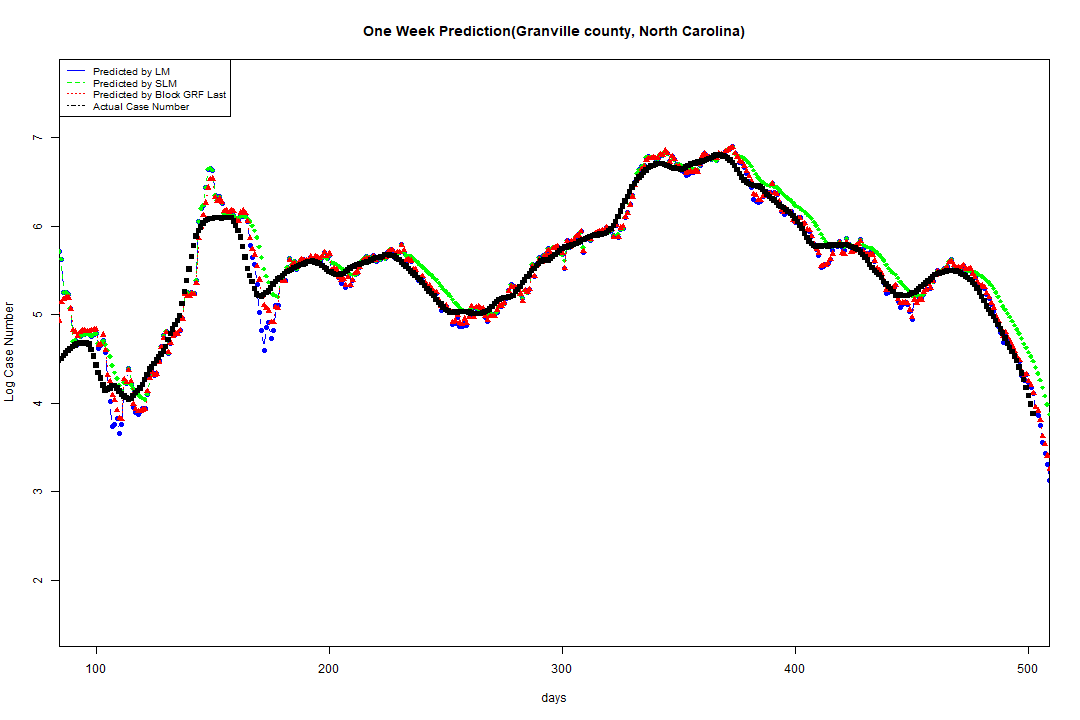 One Week Prediction(Granville county, North Carolina)
Predicted by LM
Predicted by SLM
Predicted by Block GRF Last
Actual Case Number
7
6
5
4
3
2
Log Case Number
100 200 300 400 500
days